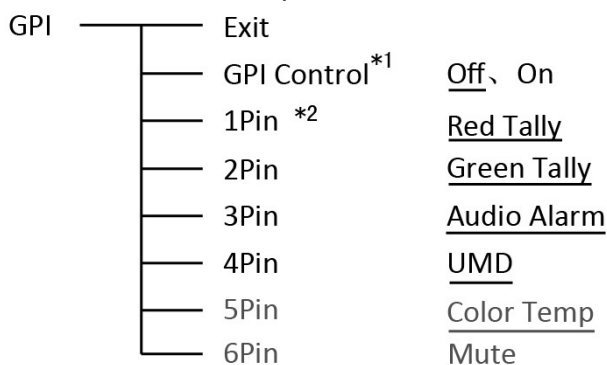 GPI Exit
GPI Control*1 Off、On
1Pin *2 Red Tally
2Pin Green Tally
3Pin Audio Alarm
4Pin UMD
5Pin Color Temp
6Pin Mute